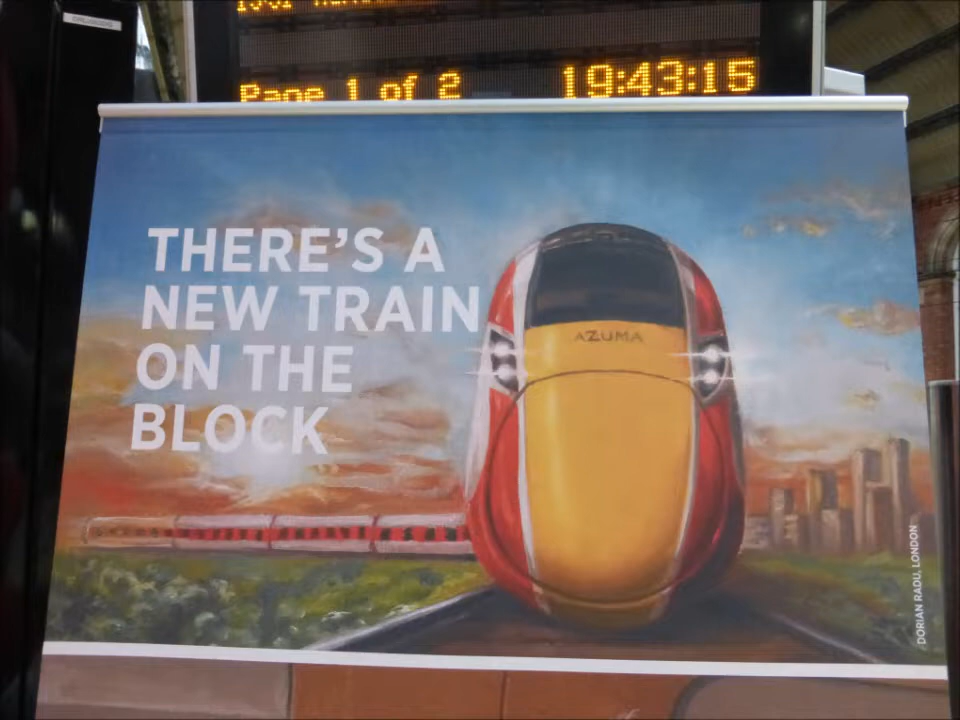 Page 1 of 2 19:43:15
THERE'S A
NEW TRAIN
ON THE
BLOCK
AZUMA
DORIAN RADU, LONDON